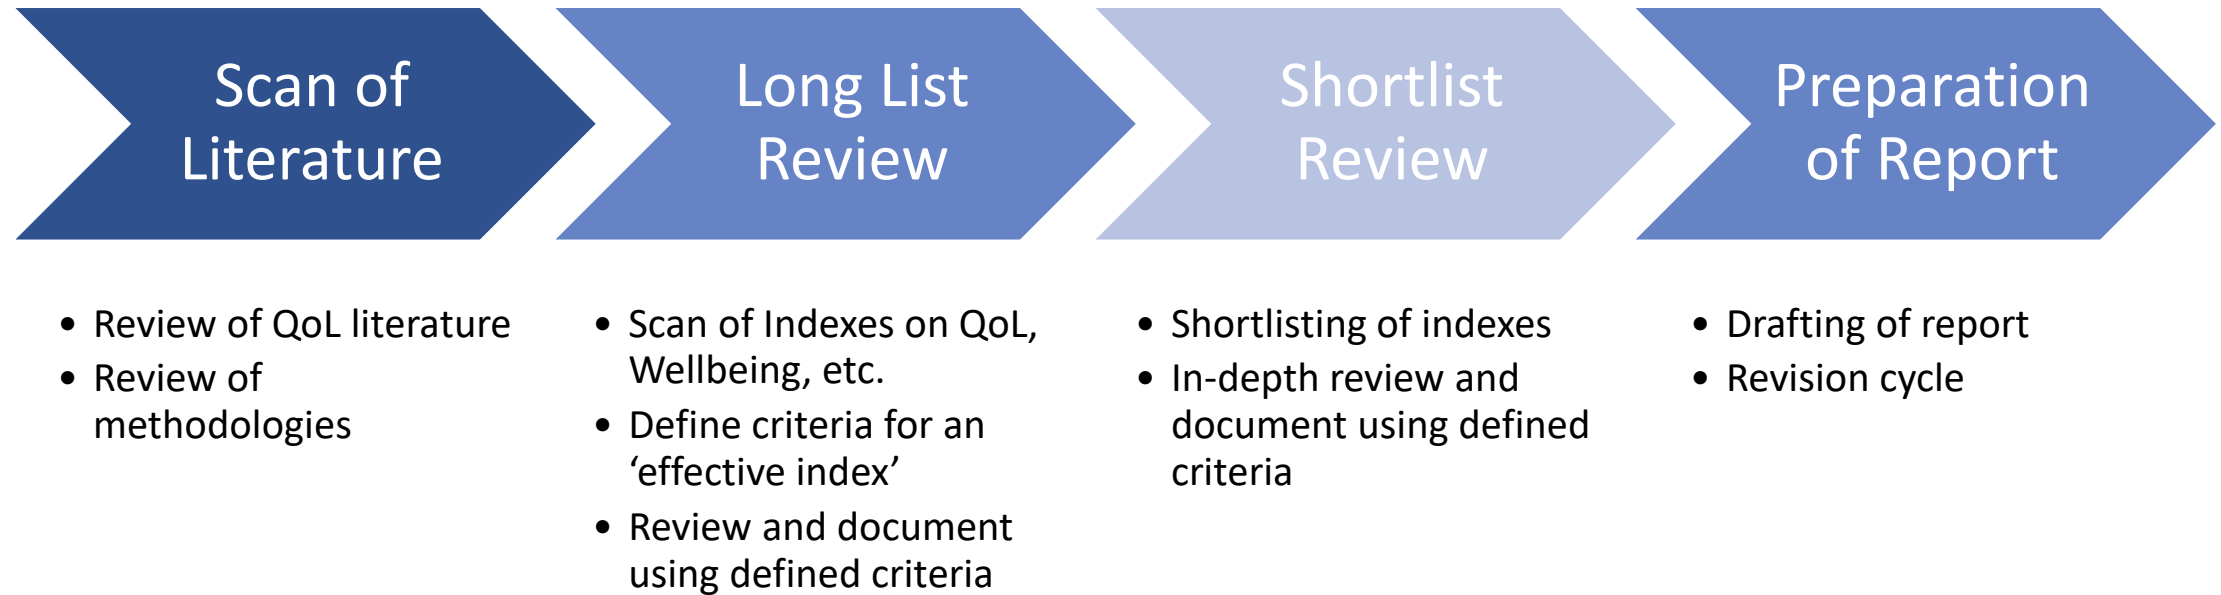 Scan of
Literature
Long List
Review
Shortlist
Review
Preparation
of Report
• Review of QoL literature
• Review of
methodologies
• Scan of Indexes on QoL,
Wellbeing, etc.
• Define criteria for an
‘effective index’
• Review and document
using defined criteria
• Shortlisting of indexes
• In-depth review and
document using defined
criteria
• Drafting of report
• Revision cycle